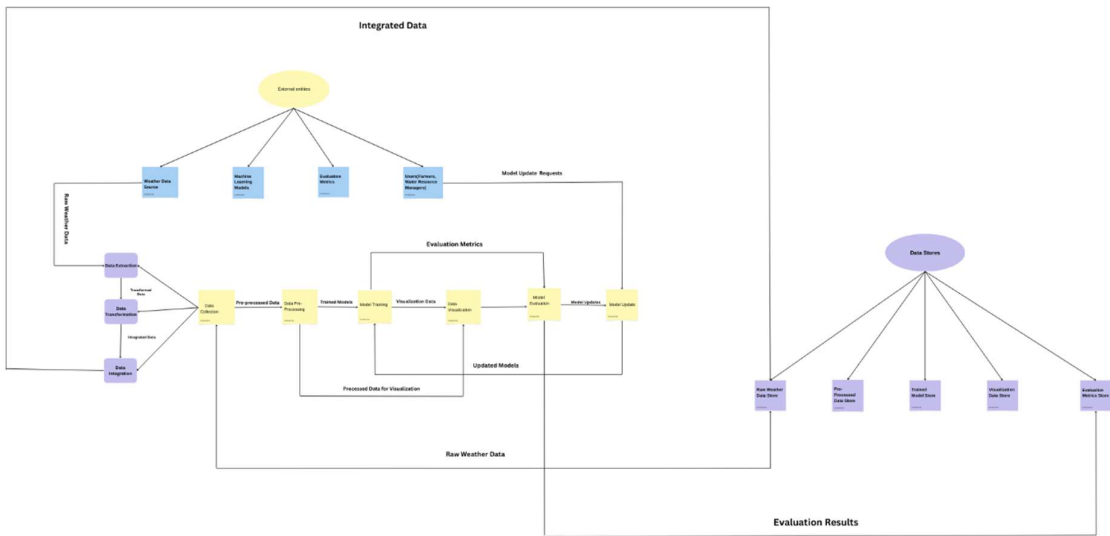 Integrated Data
External entities
Weather Data
Source
Machine
Learning
Models
Evaluation
Metrics
Users(Farmers,
Water Resource
Managers)
Model Update Requests
Raw Weather Data
Evaluation Metrics
Data Stores
Data Extraction
Transformed
Data
Data
Transformation
Integrated Data
Data
Integration
Data
Collection
Pre-processed Data
Data Pre-
Processing
Trained Models
Model Training
Visualization Data
Data
Visualization
Model
Evaluation
Model Updates
Model Update
Updated Models
Processed Data for Visualization
Raw Weather
Data Store
Pre-
Processed
Data Store
Trained
Model Store
Visualization
Data Store
Evaluation
Metrics Store
Raw Weather Data
Evaluation Results